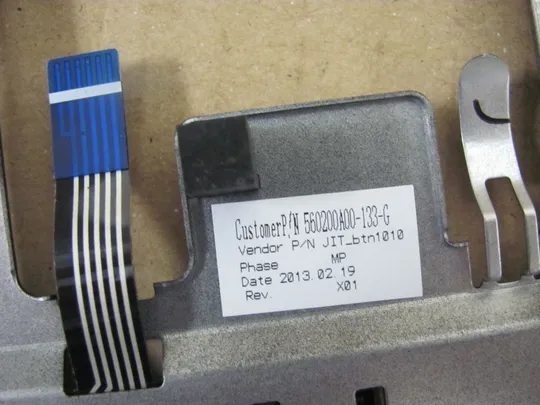 CustomerP/N 560200A00-133-G
Vendor P/N JIT_btn1010
Phase MP
Date 2013.02.19
Rev. X01